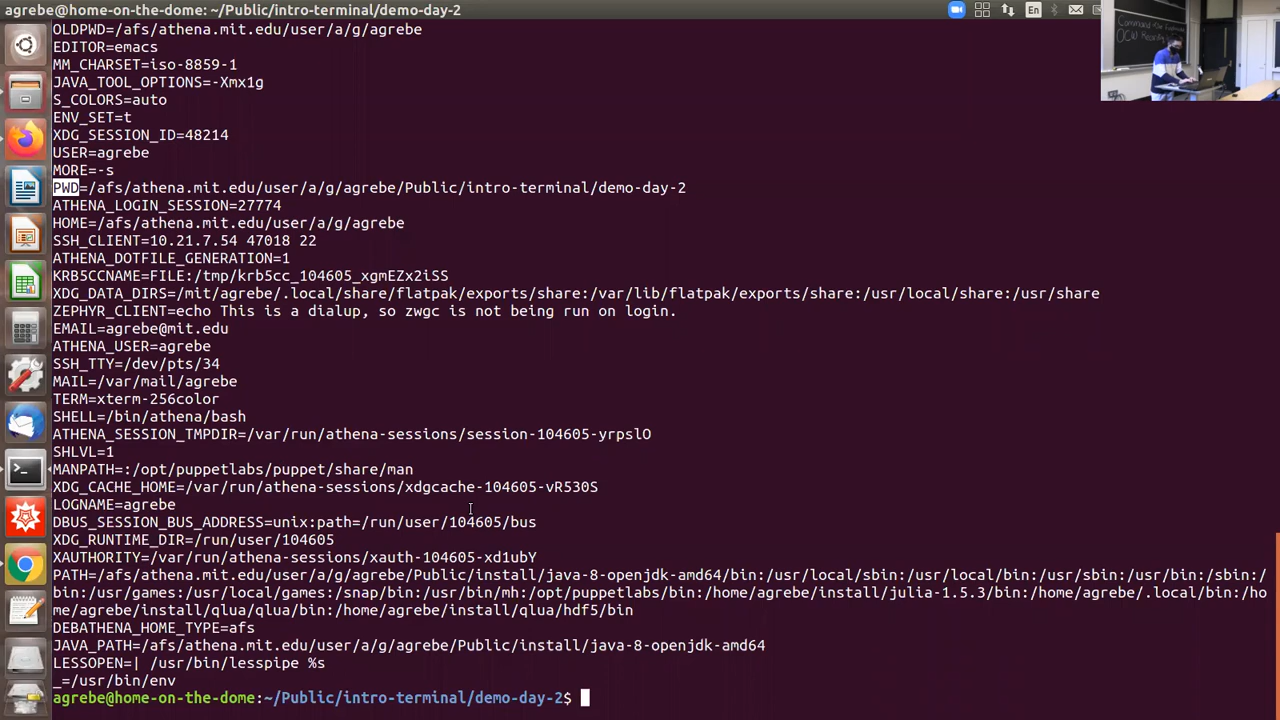 agrebe@home-on-the-dome: ~/Public/intro-terminal/demo-day-2
En
OLDPWD=/afs/athena.mit.edu/user/a/g/agrebe
EDITOR=emacs
MM_CHARSET=iso-8859-1
JAVA_TOOL_OPTIONS=-Xmx1g
S_COLORS=auto
ENV_SET=t
XDG_SESSION_ID=48214
USER=agrebe
MORE=-s
PWD=/afs/athena.mit.edu/user/a/g/agrebe/Public/intro-terminal/demo-day-2
ATHENA_LOGIN_SESSION=27774
HOME=/afs/athena.mit.edu/user/a/g/agrebe
SSH_CLIENT=10.21.7.54 47018 22
ATHENA_DOTFILE_GENERATION=1
KRB5CCNAME=FILE:/tmp/krb5cc_104605_xgmEZx2iSS
XDG_DATA_DIRS=/mit/agrebe/.local/share/flatpak/exports/share:/var/lib/flatpak/exports/share:/usr/local/share:/usr/share
ZEPHYR_CLIENT=echo This is a dialup, so zwgc is not being run on login.
EMAIL=agrebe@mit.edu
ATHENA_USER=agrebe
SSH_TTY=/dev/pts/34
MAIL=/var/mail/agrebe
TERM=xterm-256color
SHELL=/bin/athena/bash
ATHENA_SESSION_TMPDIR=/var/run/athena-sessions/session-104605-yrpslO
SHLVL=1
MANPATH=:/opt/puppetlabs/puppet/share/man
XDG_CACHE_HOME=/var/run/athena-sessions/xdgcache-104605-vR530S
LOGNAME=agrebe
DBUS_SESSION_BUS_ADDRESS=unix:path=/run/user/104605/bus
XDG_RUNTIME_DIR=/run/user/104605
XAUTHORITY=/var/run/athena-sessions/xauth-104605-xd1ubY
PATH=/afs/athena.mit.edu/user/a/g/agrebe/Public/install/java-8-openjdk-amd64/bin:/usr/local/sbin:/usr/local/bin:/usr/sbin:/usr/bin:/sbin:/
bin:/usr/games:/usr/local/games:/snap/bin:/usr/bin/mh:/opt/puppetlabs/bin:/home/agrebe/install/julia-1.5.3/bin:/home/agrebe/.local/bin:/ho
me/agrebe/install/qlua/qlua/bin:/home/agrebe/install/qlua/hdf5/bin
DEBATHENA_HOME_TYPE=afs
JAVA_PATH=/afs/athena.mit.edu/user/a/g/agrebe/Public/install/java-8-openjdk-amd64
LESSOPEN=| /usr/bin/lesspipe %s
_=/usr/bin/env
agrebe@home-on-the-dome:~/Public/intro-terminal/demo-day-2$